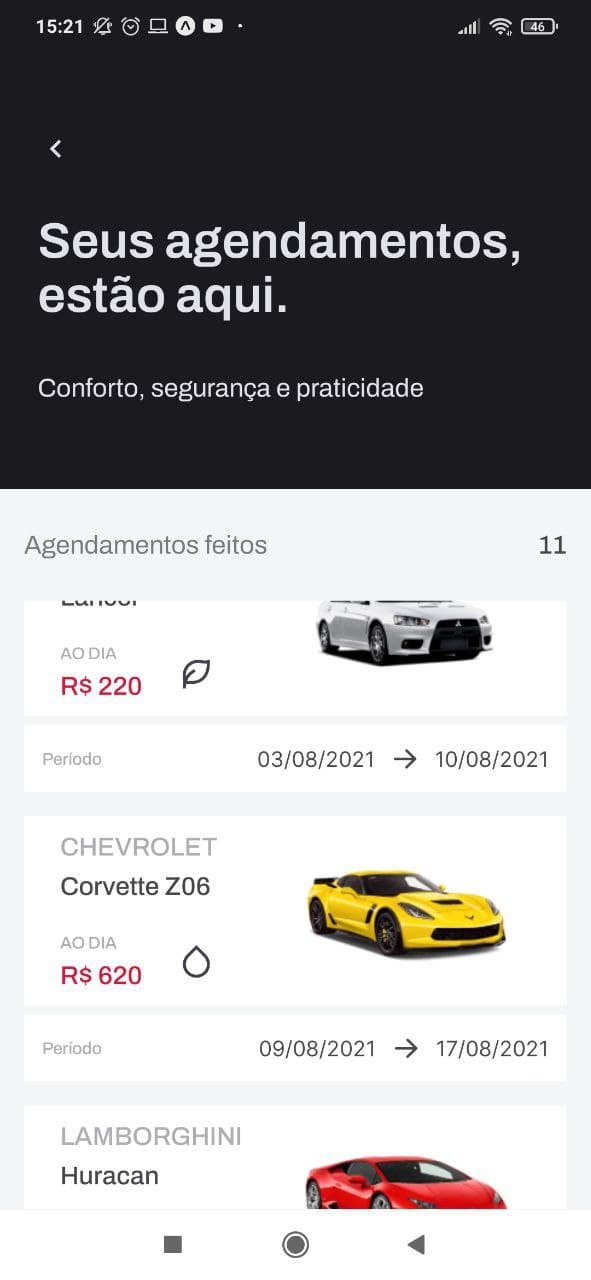 15:21
46
Seus agendamentos,
estão aqui.
Conforto, segurança e praticidade
Agendamentos feitos 11
AO DIA
R$ 220
Período 03/08/2021 → 10/08/2021
CHEVROLET
Corvette Z06
AO DIA
R$ 620
Período 09/08/2021 → 17/08/2021
LAMBORGHINI
Huracan